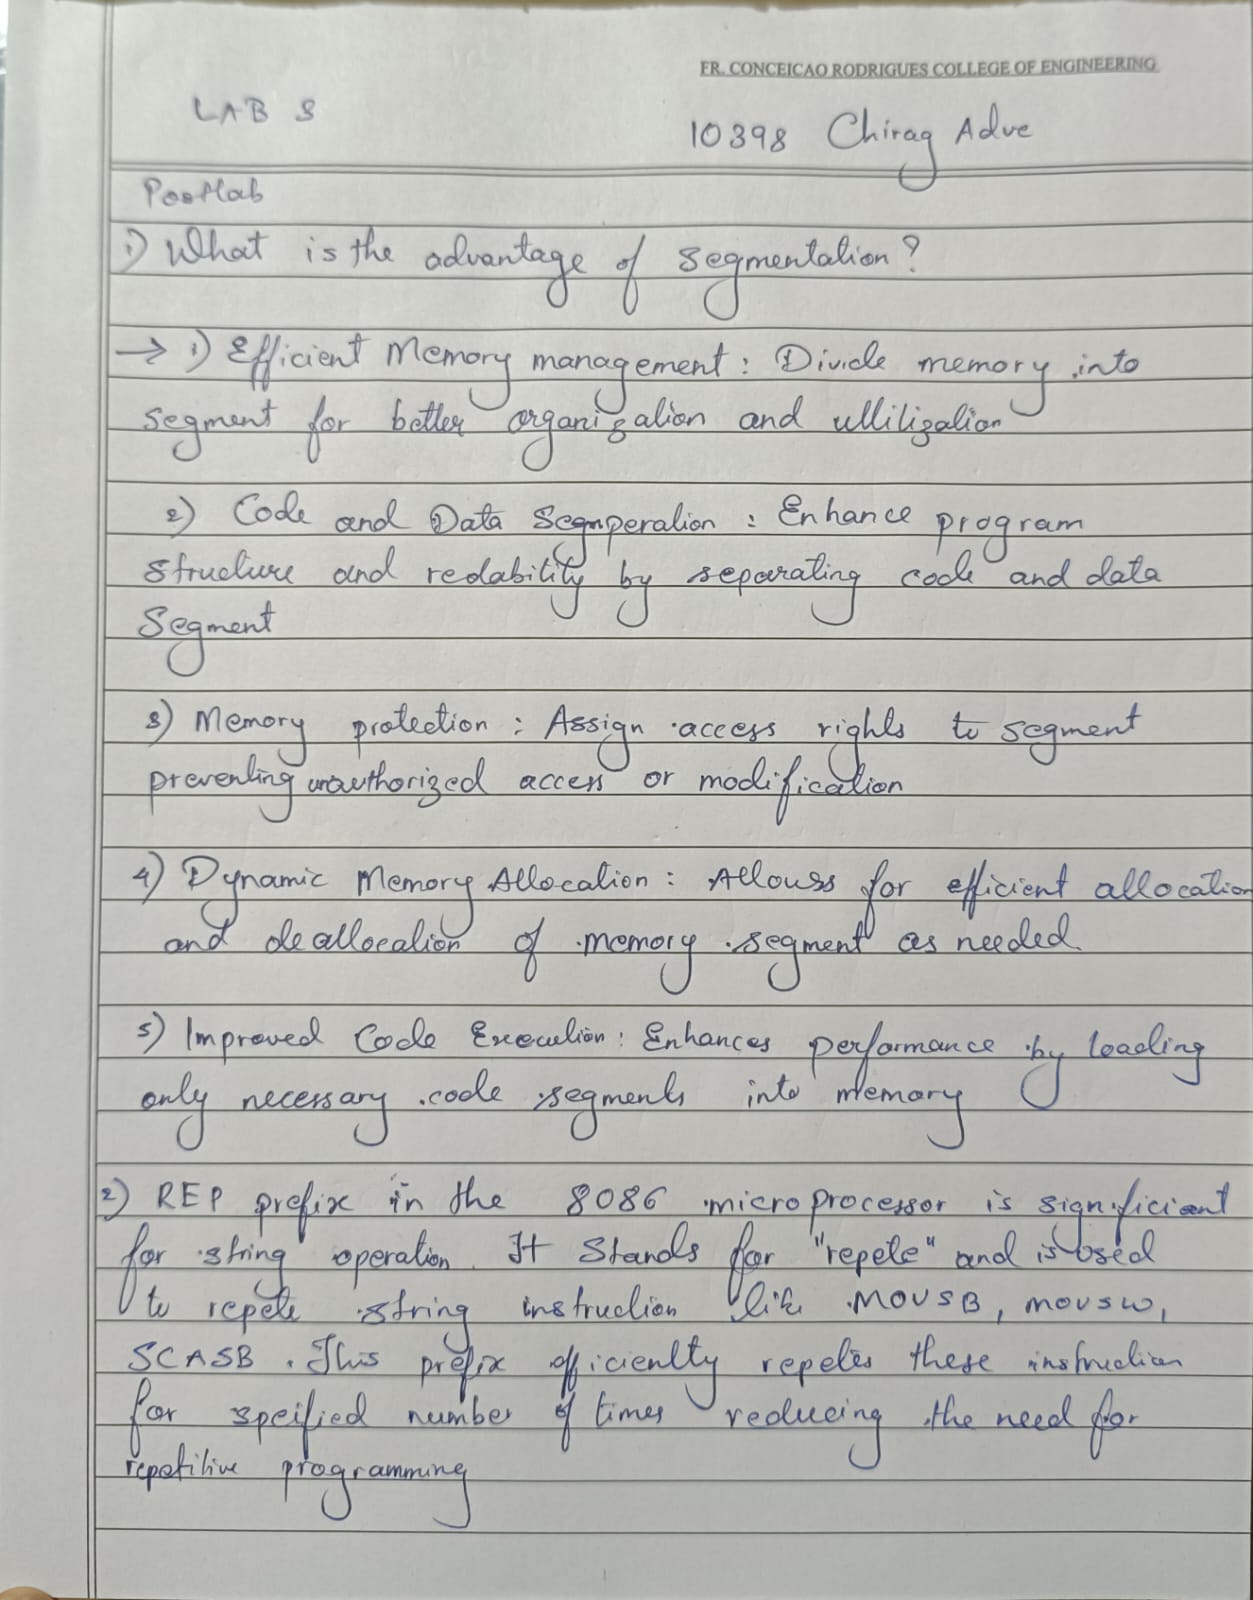 FR. CONCEICAO RODRIGUES COLLEGE OF ENGINEERING
LAB 3
10398 Chirag Adve
Postlab
1) What is the advantage of segmentation?
→ 1) Efficient Memory management : Divide memory into
segment for better organization and utilization
2) Code and Data : Enhance program
structure and redability by separating code and data
Segment
3) Memory protection : Assign access rights to segment
preventing unauthorized access or modification
4) Dynamic Memory Allocation : Allows for efficient allocation
and deallocation of memory segment as needed.
5) Improved Code Execution : Enhances performance by loading
only necessary code segments into memory
2) REP prefix in the 8086 microprocessor is significiant
for string operation. It Stands for "repete" and is used
to repete string instruction like MOVSB, MOVSW,
SCASB. This prefix efficienlty repetes these instruction
for speified number of times reducing the need for
repetitive programming